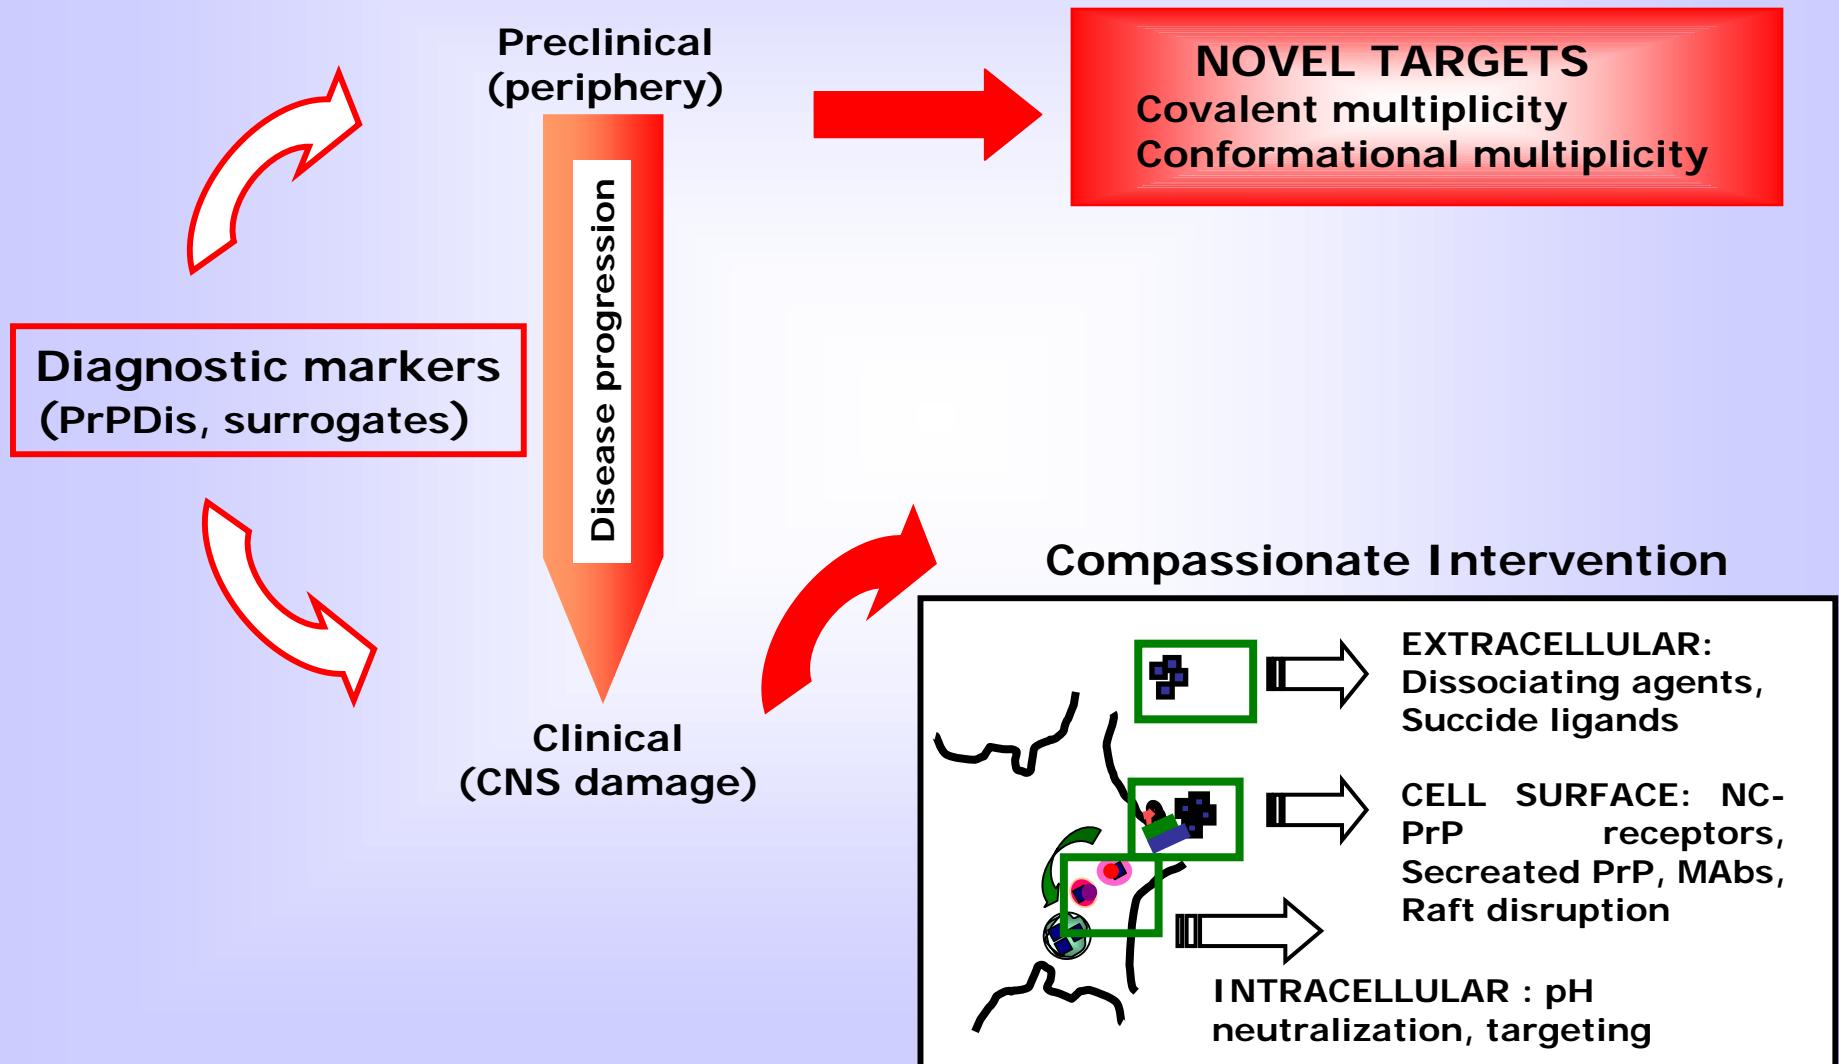 Preclinical
(periphery)
NOVEL TARGETS
Covalent multiplicity
Conformational multiplicity
Disease progression
Diagnostic markers
(PrPDis, surrogates)
Clinical
(CNS damage)
Compassionate Intervention
EXTRACELLULAR:
Dissociating agents,
Succide ligands
CELL SURFACE: NC-
PrP receptors,
Secreated PrP, MAbs,
Raft disruption
INTRACELLULAR : pH
neutralization, targeting